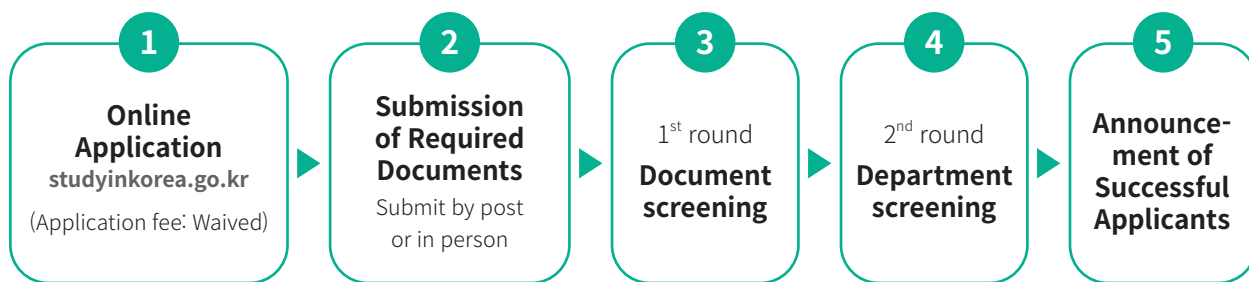 1
Online
Application
studyinkorea.go.kr
(Application fee: Waived)
2
Submission
of Required
Documents
Submit by post
or in person
3
1st round
Document
screening
4
2nd round
Department
screening
5
Announce-
ment of
Successful
Applicants